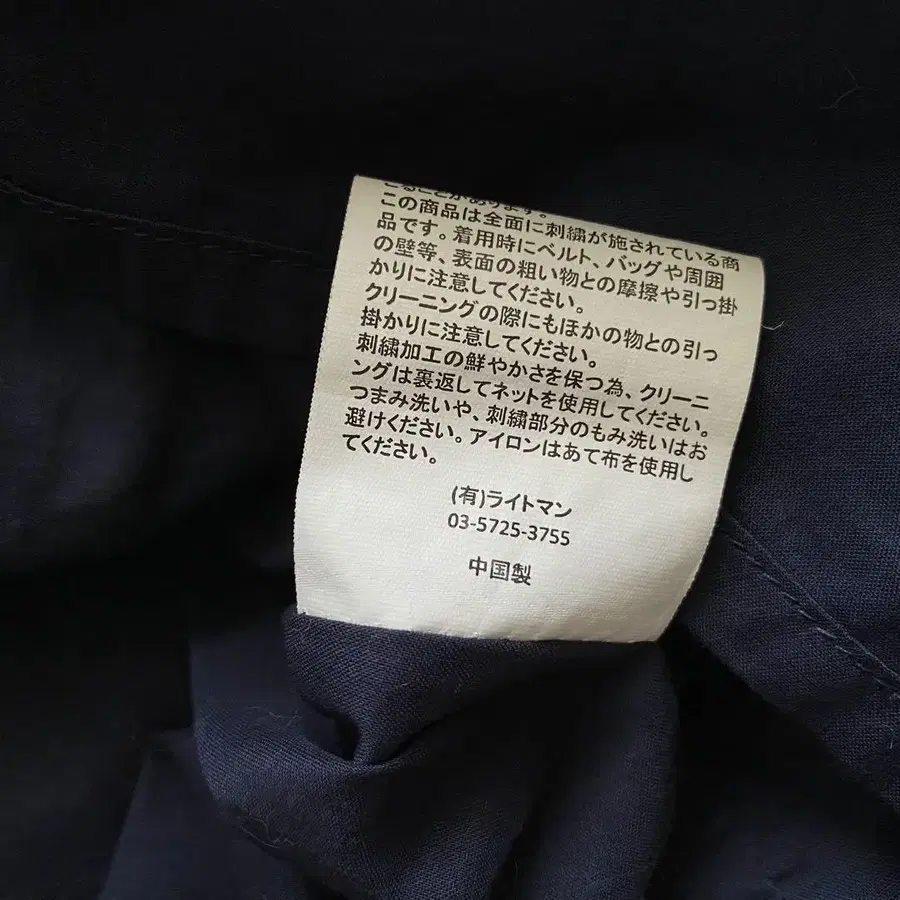 こることがあります。
この商品は全面に刺繍が施されている商
品です。着用時にベルト、バッグや周囲
の壁等、表面の粗い物との摩擦や引っ掛
かりに注意してください。
クリーニングの際にもほかの物との引っ
掛かりに注意してください。
刺繍加工の鮮やかさを保つ為、クリーニ
ングは裏返してネットを使用してください。
つまみ洗いや、刺繍部分のもみ洗いはお
避けください。アイロンはあて布を使用し
てください。
(有)ライトマン
03-5725-3755
中国製